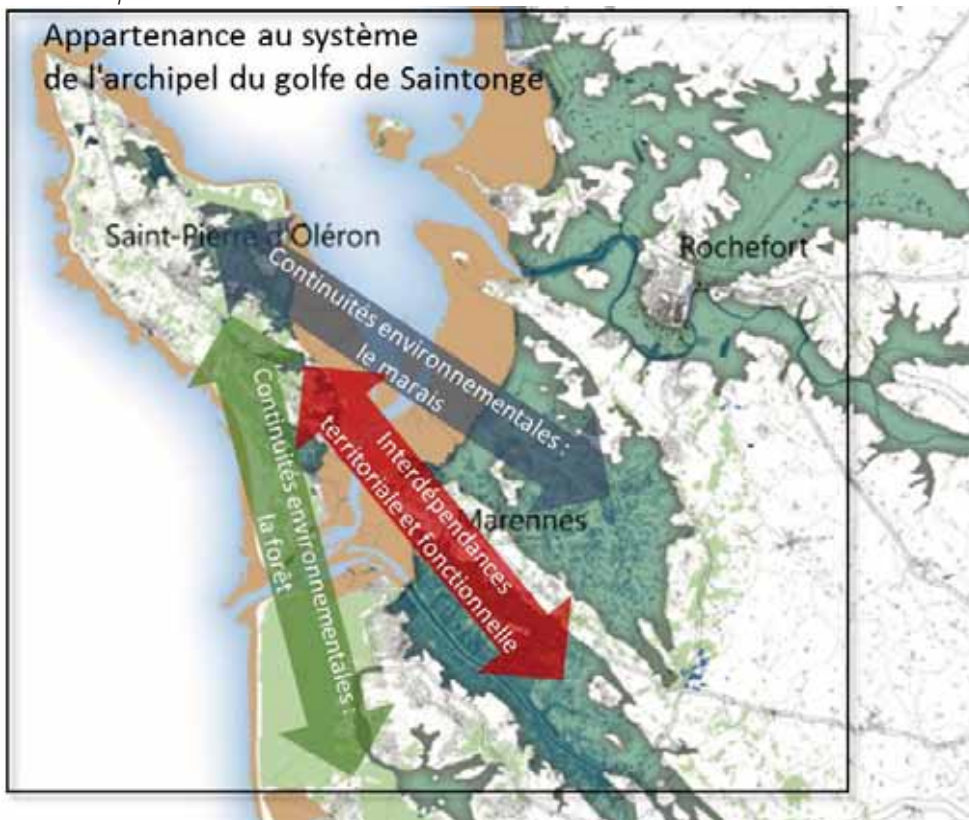 Appartenance au système
de l'archipel du golfe de Saintonge
Saint-Pierre d'Oléron
Rochefort
Continuités environnementales :
le marais
Marennes
Interdépendances
territoriale et fonctionnelle
Continuités environnementales :
la forêt